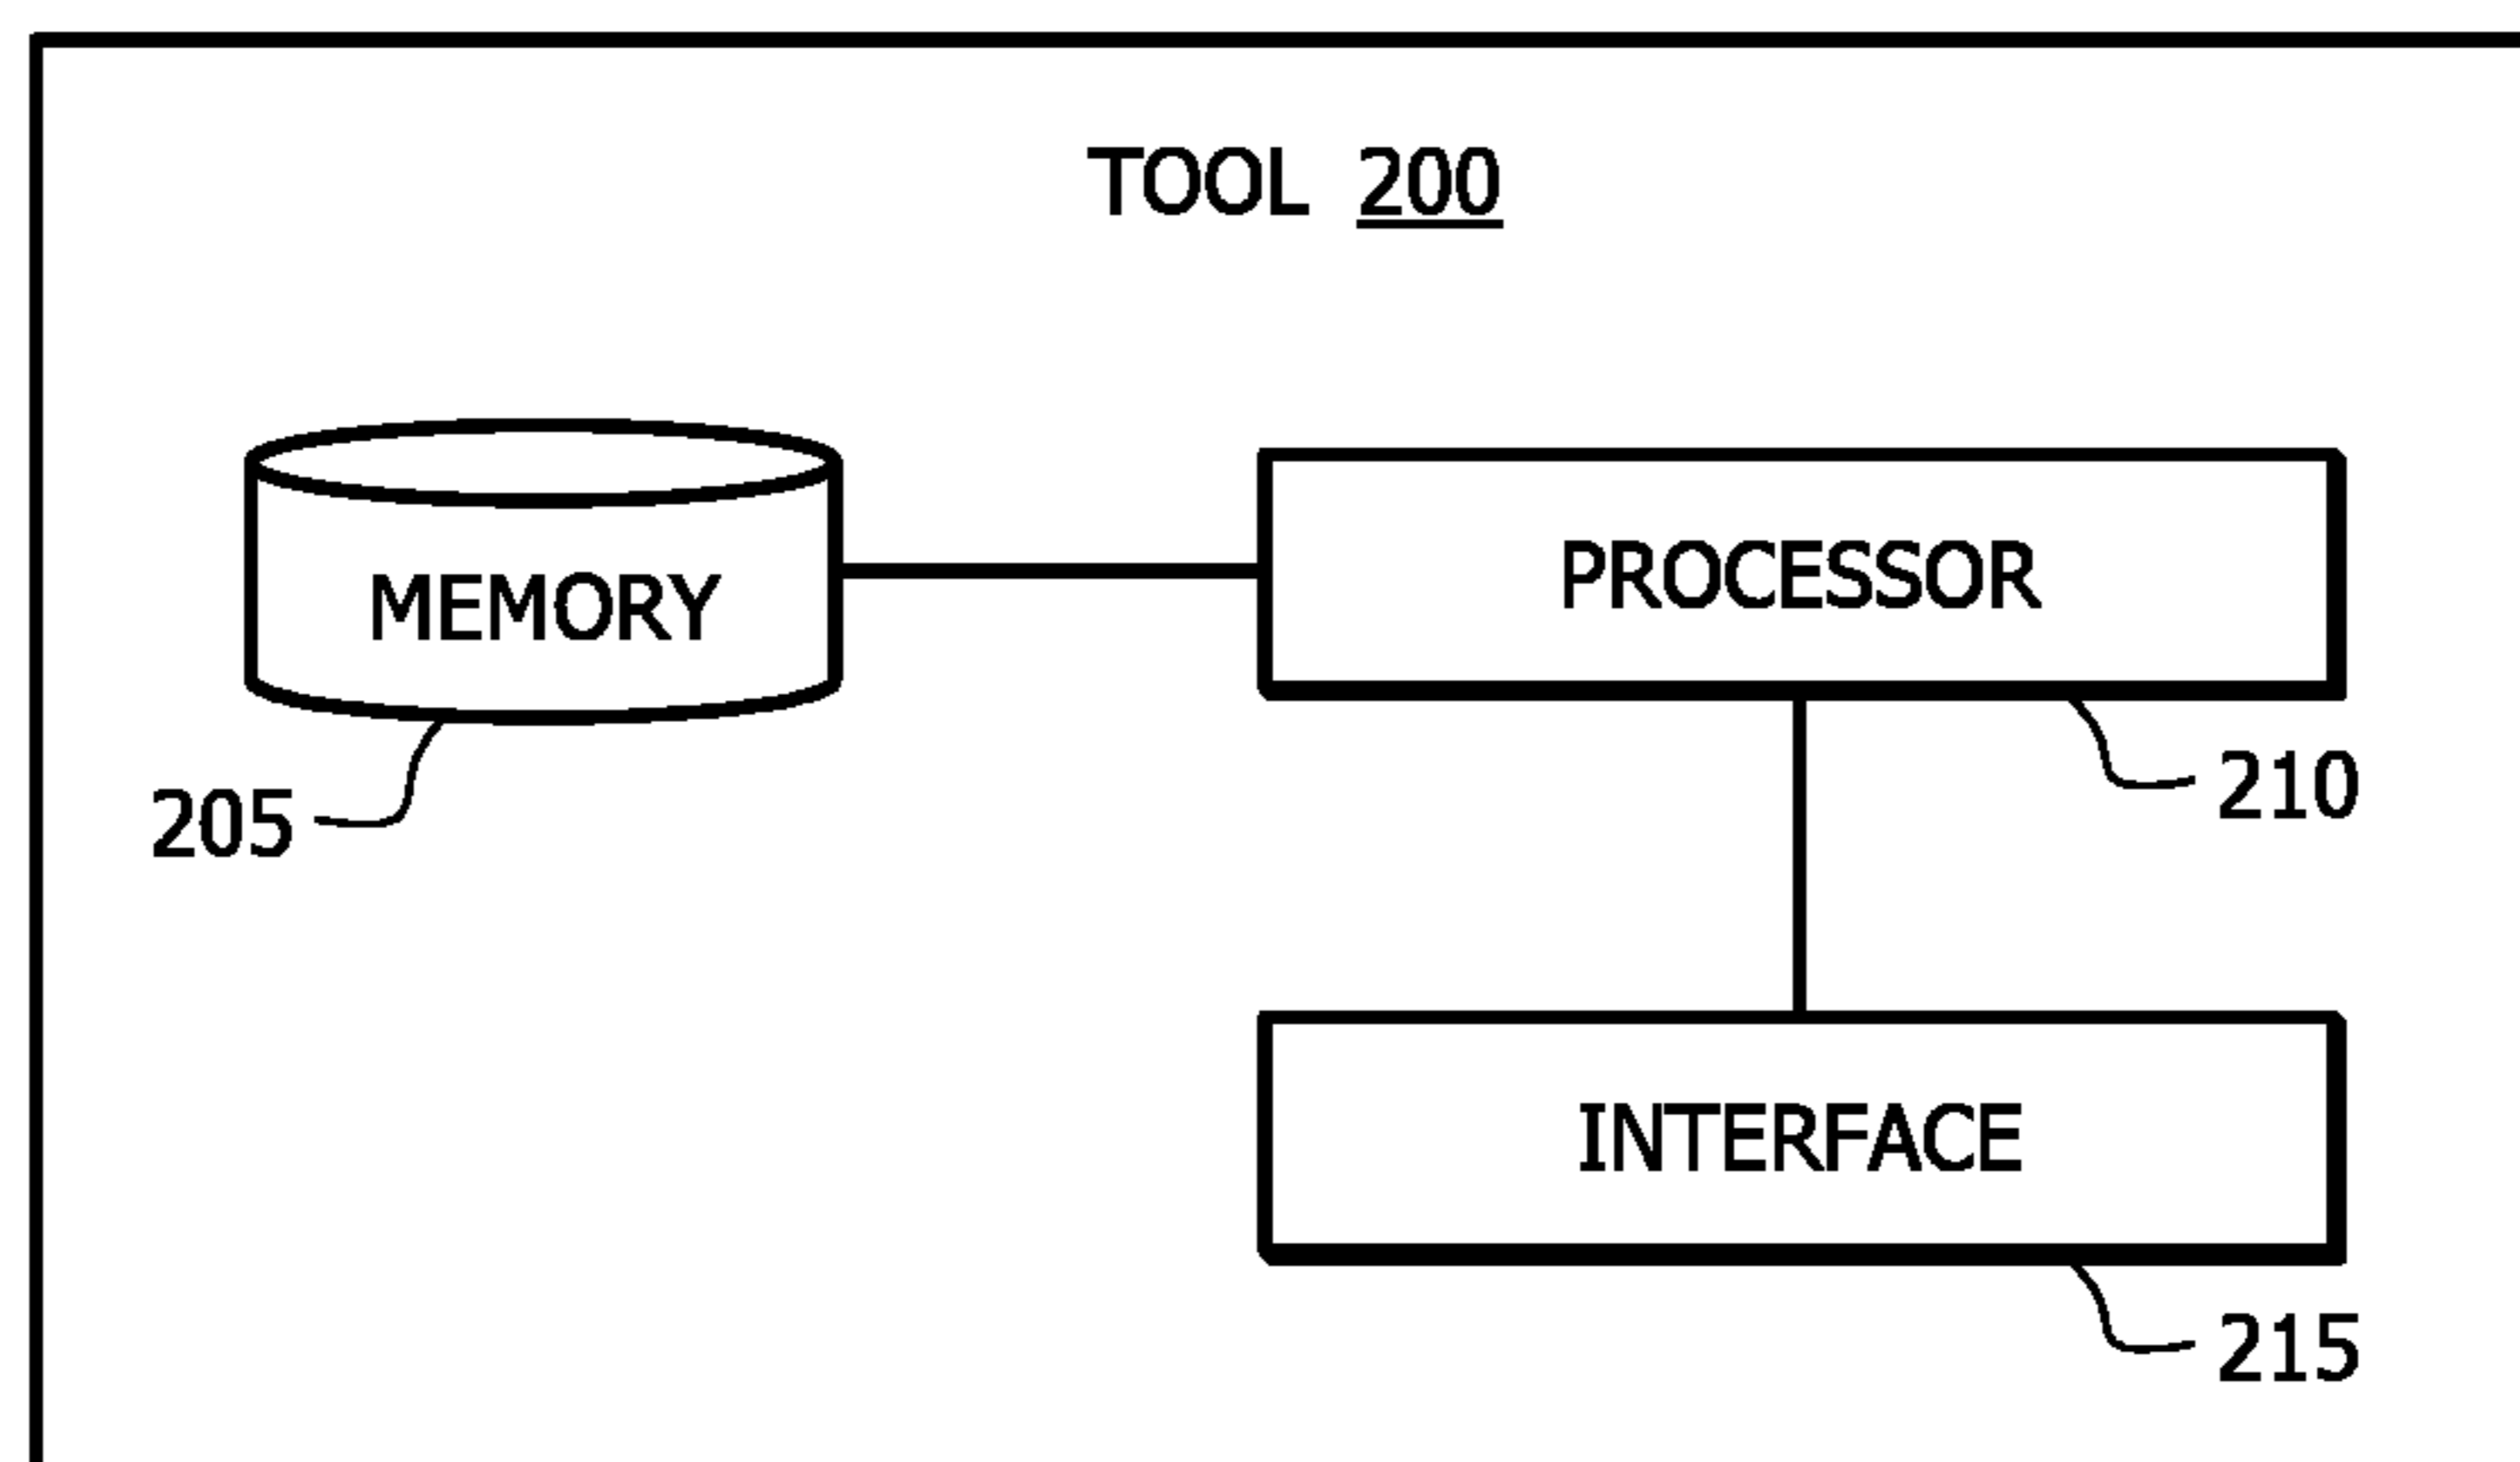 TOOL 200
MEMORY
PROCESSOR
205
210
INTERFACE
215